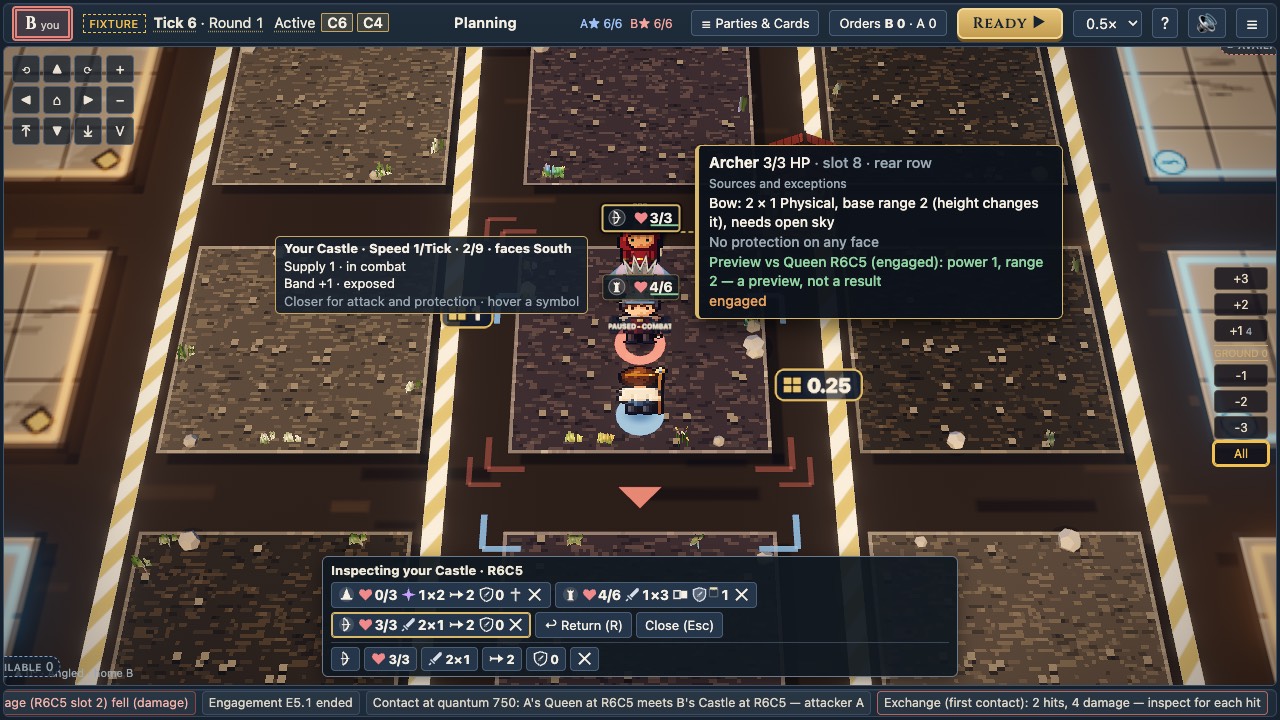 B you FIXTURE Tick 6 · Round 1 Active C6 C4 Planning A★ 6/6 B★ 6/6 ≡ Parties & Cards Orders B 0 · A 0 READY ▶ 0.5× ?
V
Archer 3/3 HP · slot 8 · rear row
Sources and exceptions
Bow: 2 × 1 Physical, base range 2 (height changes
it), needs open sky
No protection on any face
Preview vs Queen R6C5 (engaged): power 1, range
2 — a preview, not a result
engaged
3/3
Your Castle · Speed 1/Tick · 2/9 · faces South
Supply 1 · in combat
Band +1 · exposed
Closer for attack and protection · hover a symbol
4/6
PAUSED-COMBAT
0.25
+3
+2
+1 4
GROUND 0
-1
-2
-3
All
Inspecting your Castle · R6C5
0/3 1×2 2 0 4/6 1×3 1
3/3 2×1 2 0 Return (R) Close (Esc)
3/3 2×1 2 0
ILABLE 0
ome B
age (R6C5 slot 2) fell (damage) Engagement E5.1 ended Contact at quantum 750: A's Queen at R6C5 meets B's Castle at R6C5 — attacker A Exchange (first contact): 2 hits, 4 damage — inspect for each hit